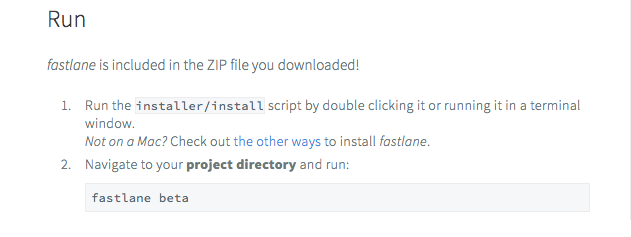 Run
fastlane is included in the ZIP file you downloaded!
1. Run the installer/install script by double clicking it or running it in a terminal
window.
Not on a Mac? Check out the other ways to install fastlane.
2. Navigate to your project directory and run:
fastlane beta